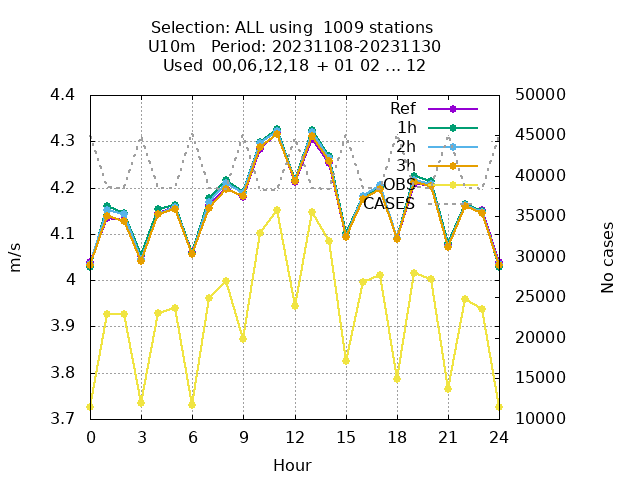 Selection: ALL using  1009 stations
U10m   Period: 20231108-20231130
Used  00,06,12,18  + 01 02 ... 12
4.4
4.3
4.2
4.1
4
3.9
3.8
3.7
50000
45000
40000
35000
30000
25000
20000
15000
10000
Ref
1h
2h
3h
OBS
CASES
m/s
No cases
0 3 6 9 12 15 18 21 24
Hour